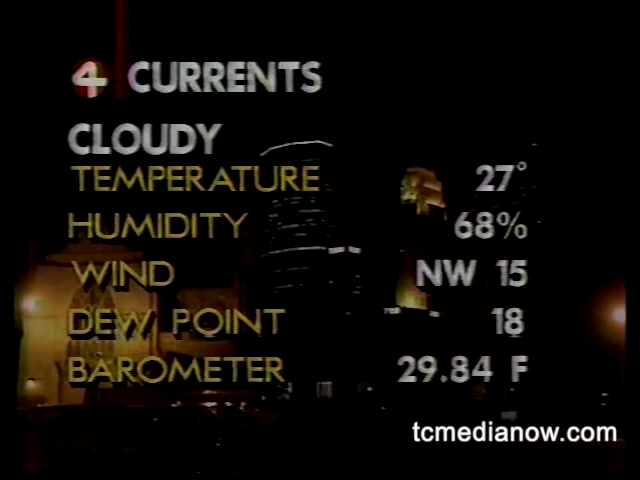 4 CURRENTS
CLOUDY
TEMPERATURE 27°
HUMIDITY 68%
WIND NW 15
DEW POINT 18
BAROMETER 29.84 F
tcmedianow.com